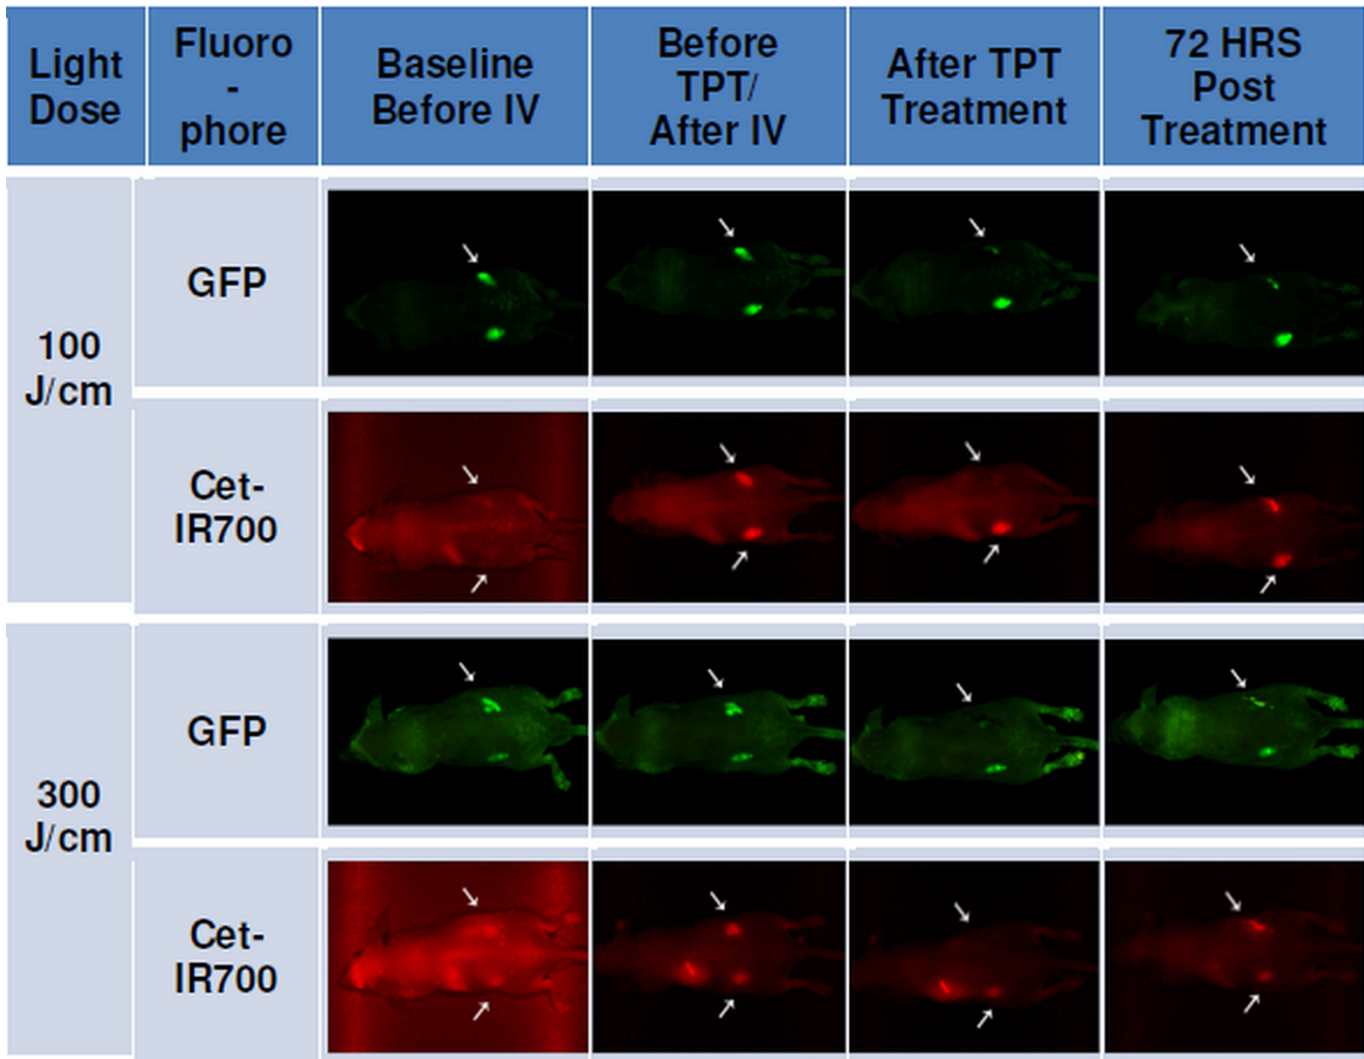 Light
Dose
Fluoro
-
phore
Baseline
Before IV
Before
TPT/
After IV
After TPT
Treatment
72 HRS
Post
Treatment
100
J/cm
GFP
Cet-
IR700
300
J/cm
GFP
Cet-
IR700